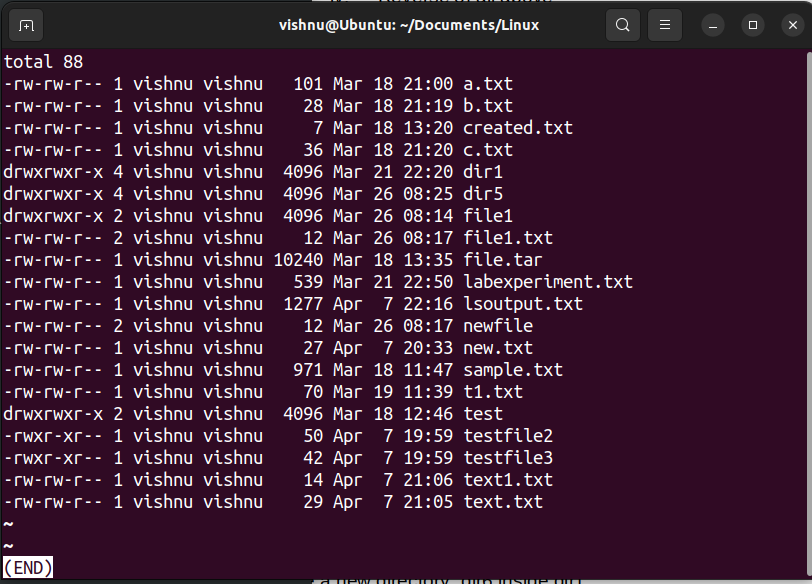 vishnu@Ubuntu: ~/Documents/Linux
total 88
-rw-rw-r-- 1 vishnu vishnu   101 Mar 18 21:00 a.txt
-rw-rw-r-- 1 vishnu vishnu    28 Mar 18 21:19 b.txt
-rw-rw-r-- 1 vishnu vishnu     7 Mar 18 13:20 created.txt
-rw-rw-r-- 1 vishnu vishnu    36 Mar 18 21:20 c.txt
drwxrwxr-x 4 vishnu vishnu  4096 Mar 21 22:20 dir1
drwxrwxr-x 4 vishnu vishnu  4096 Mar 26 08:25 dir5
drwxrwxr-x 2 vishnu vishnu  4096 Mar 26 08:14 file1
-rw-rw-r-- 2 vishnu vishnu    12 Mar 26 08:17 file1.txt
-rw-rw-r-- 1 vishnu vishnu 10240 Mar 18 13:35 file.tar
-rw-rw-r-- 1 vishnu vishnu   539 Mar 21 22:50 labexperiment.txt
-rw-rw-r-- 1 vishnu vishnu  1277 Apr  7 22:16 lsoutput.txt
-rw-rw-r-- 2 vishnu vishnu    12 Mar 26 08:17 newfile
-rw-rw-r-- 1 vishnu vishnu    27 Apr  7 20:33 new.txt
-rw-rw-r-- 1 vishnu vishnu   971 Mar 18 11:47 sample.txt
-rw-rw-r-- 1 vishnu vishnu    70 Mar 19 11:39 t1.txt
drwxrwxr-x 2 vishnu vishnu  4096 Mar 18 12:46 test
-rwxr-xr-- 1 vishnu vishnu    50 Apr  7 19:59 testfile2
-rwxr-xr-- 1 vishnu vishnu    42 Apr  7 19:59 testfile3
-rw-rw-r-- 1 vishnu vishnu    14 Apr  7 21:06 text1.txt
-rw-rw-r-- 1 vishnu vishnu    29 Apr  7 21:05 text.txt
~
~
(END)